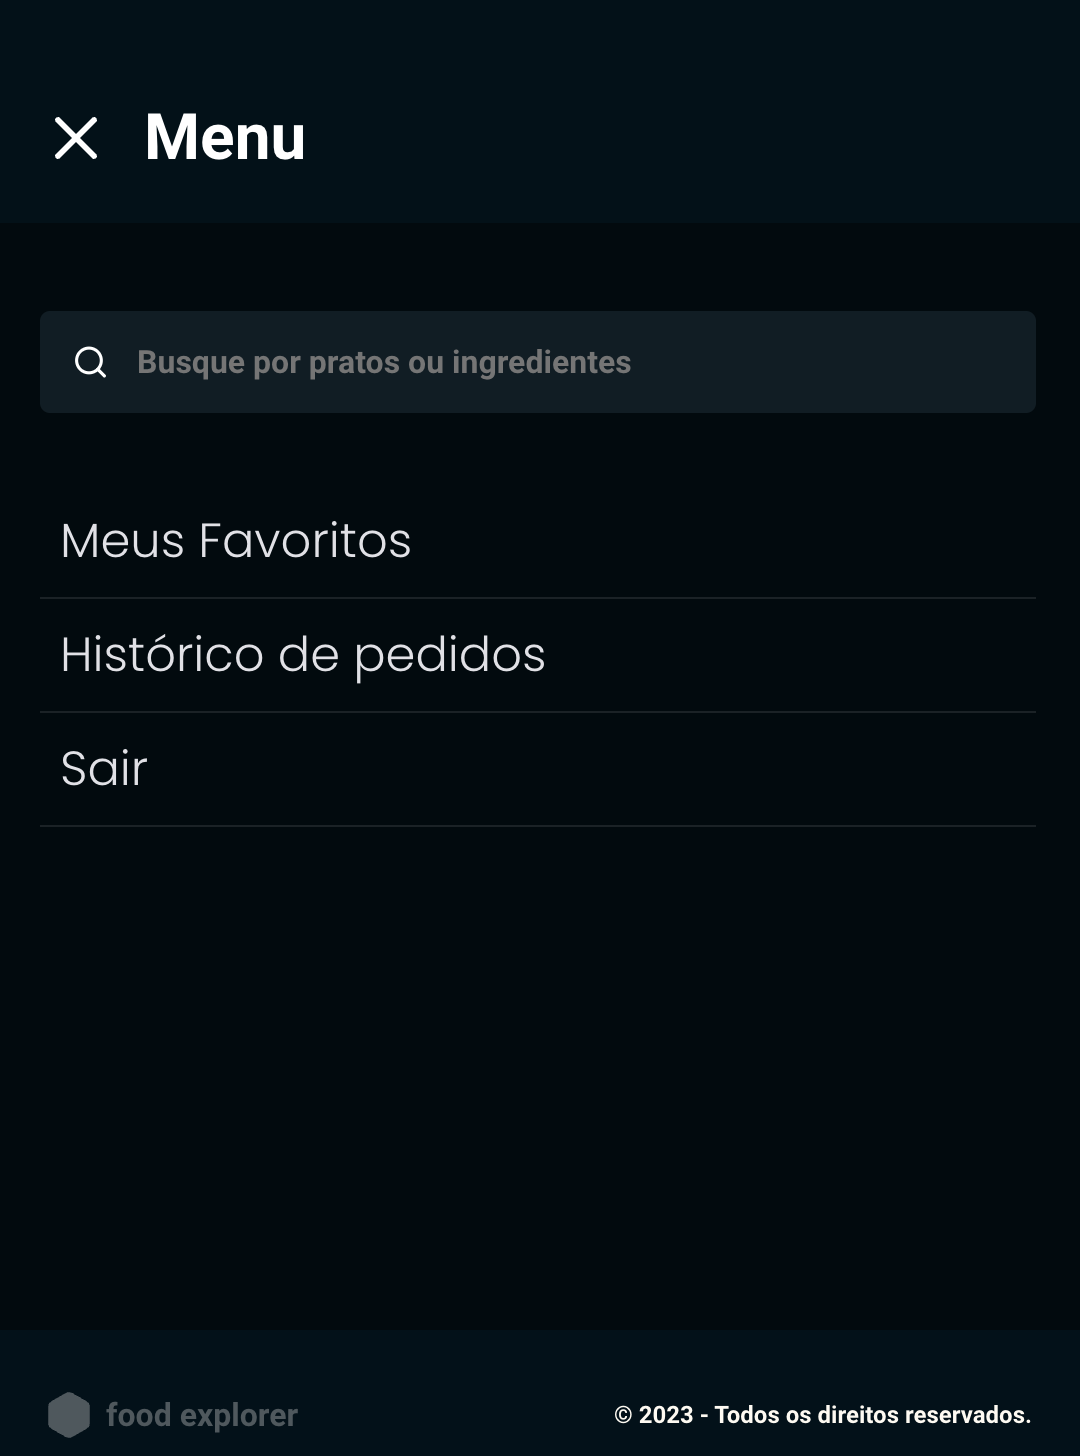 Menu
Busque por pratos ou ingredientes
Meus Favoritos
Histórico de pedidos
Sair
food explorer
© 2023 - Todos os direitos reservados.